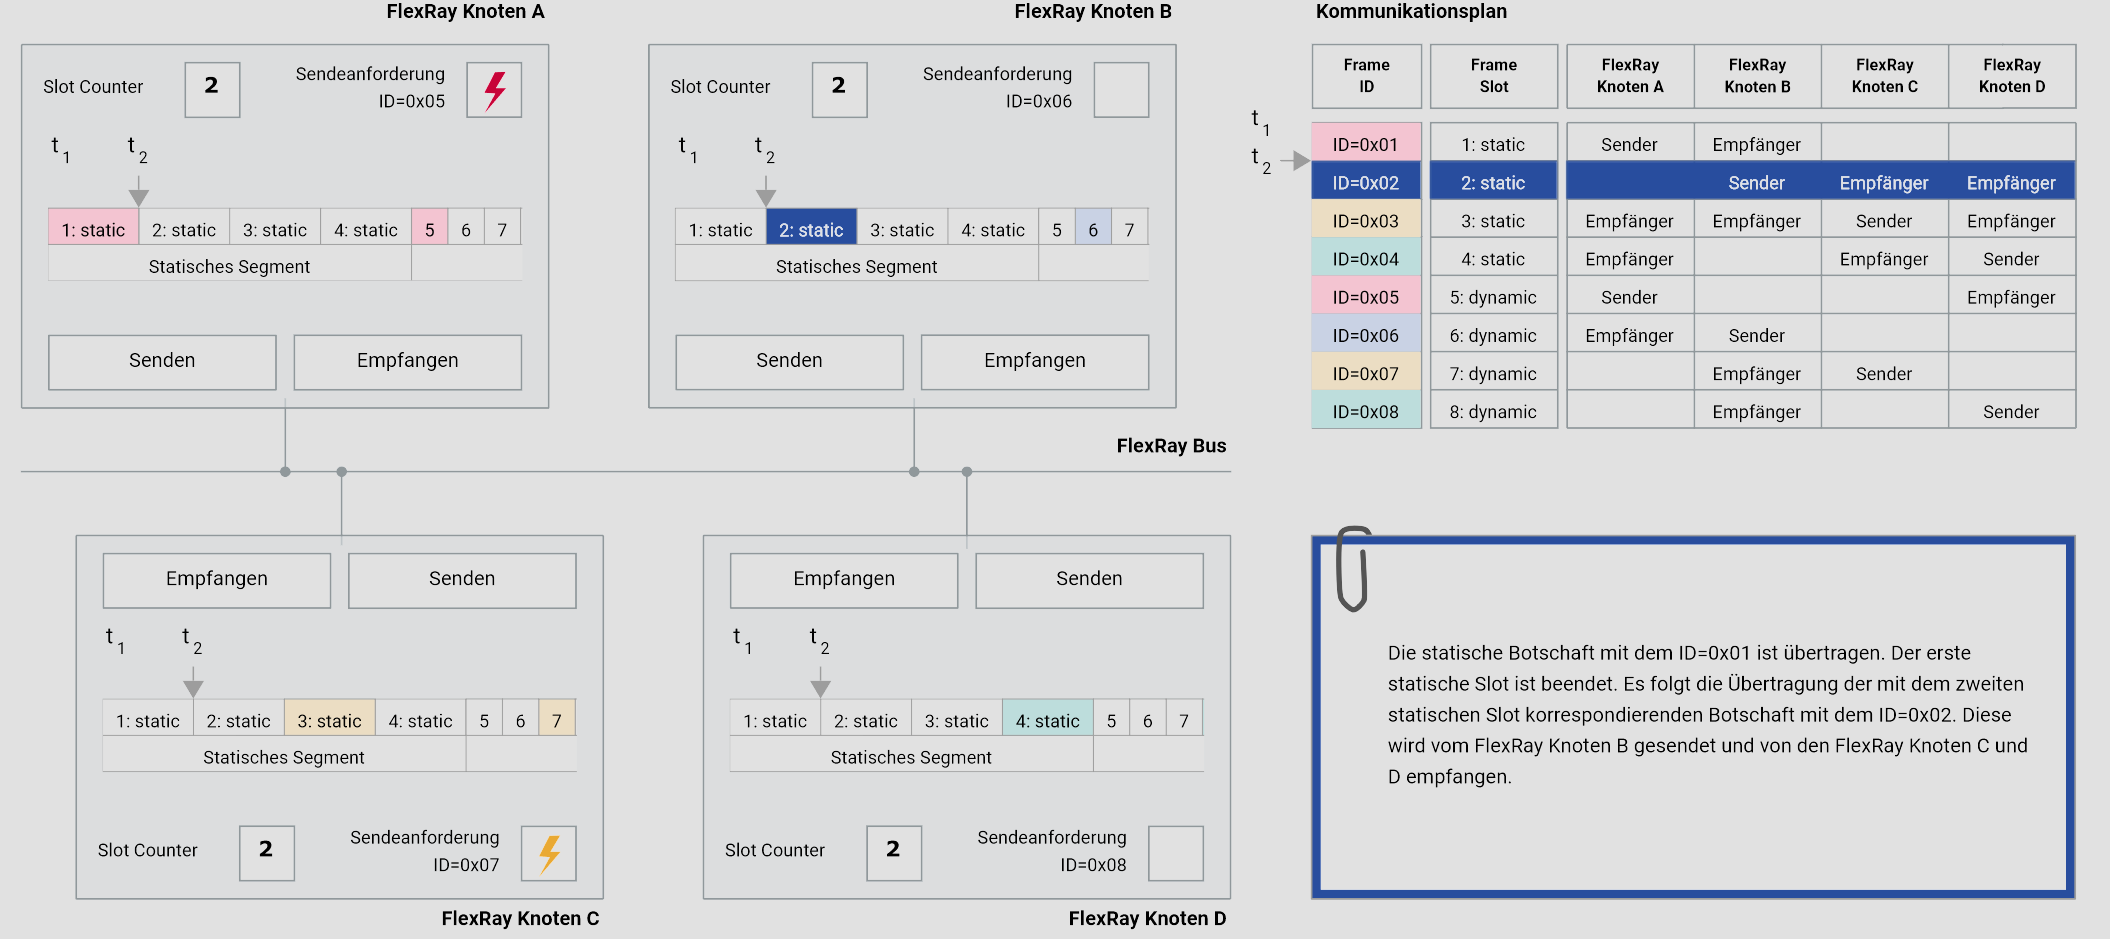 FlexRay Knoten A
Slot Counter
2
Sendeanforderung
ID=0x05
t1
t2
1: static 2: static 3: static 4: static 5 6 7
Statisches Segment
Senden
Empfangen
FlexRay Knoten B
Slot Counter
2
Sendeanforderung
ID=0x06
t1
t2
1: static 2: static 3: static 4: static 5 6 7
Statisches Segment
Senden
Empfangen
FlexRay Bus
Empfangen
Senden
t1
t2
1: static 2: static 3: static 4: static 5 6 7
Statisches Segment
Slot Counter
2
Sendeanforderung
ID=0x07
FlexRay Knoten C
Empfangen
Senden
t1
t2
1: static 2: static 3: static 4: static 5 6 7
Statisches Segment
Slot Counter
2
Sendeanforderung
ID=0x08
FlexRay Knoten D
Kommunikationsplan
Frame ID Frame Slot FlexRay Knoten A FlexRay Knoten B FlexRay Knoten C FlexRay Knoten D
t1
t2
ID=0x01 1: static Sender Empfänger
ID=0x02 2: static Sender Empfänger Empfänger
ID=0x03 3: static Empfänger Empfänger Sender Empfänger
ID=0x04 4: static Empfänger Empfänger Sender
ID=0x05 5: dynamic Sender Empfänger
ID=0x06 6: dynamic Empfänger Sender
ID=0x07 7: dynamic Empfänger Sender
ID=0x08 8: dynamic Empfänger Sender
Die statische Botschaft mit dem ID=0x01 ist übertragen. Der erste
statische Slot ist beendet. Es folgt die Übertragung der mit dem zweiten
statischen Slot korrespondierenden Botschaft mit dem ID=0x02. Diese
wird vom FlexRay Knoten B gesendet und von den FlexRay Knoten C und
D empfangen.